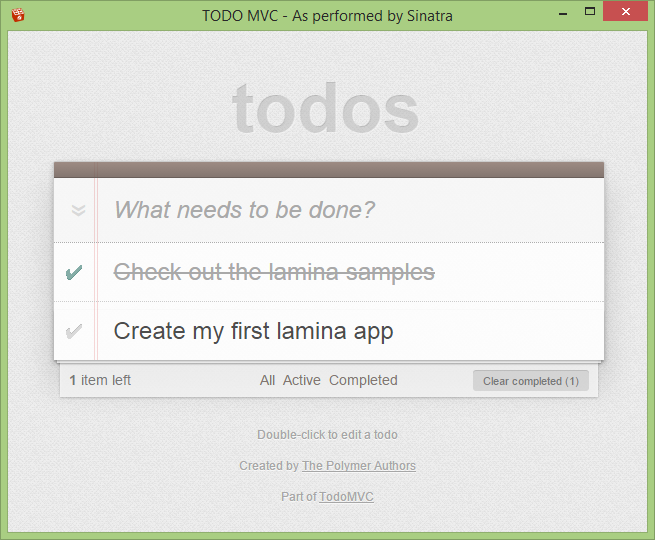 TODO MVC - As performed by Sinatra
todos
What needs to be done?
Check out the lamina samples
Create my first lamina app
1 item left All Active Completed Clear completed (1)
Double-click to edit a todo
Created by The Polymer Authors
Part of TodoMVC